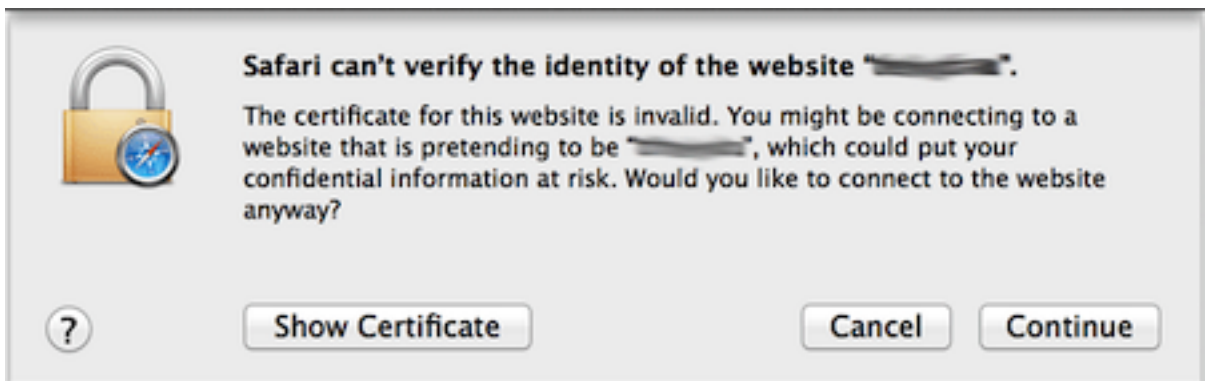 Safari can't verify the identity of the website "".
The certificate for this website is invalid. You might be connecting to a
website that is pretending to be "", which could put your
confidential information at risk. Would you like to connect to the website
anyway?
?
Show Certificate
Cancel
Continue